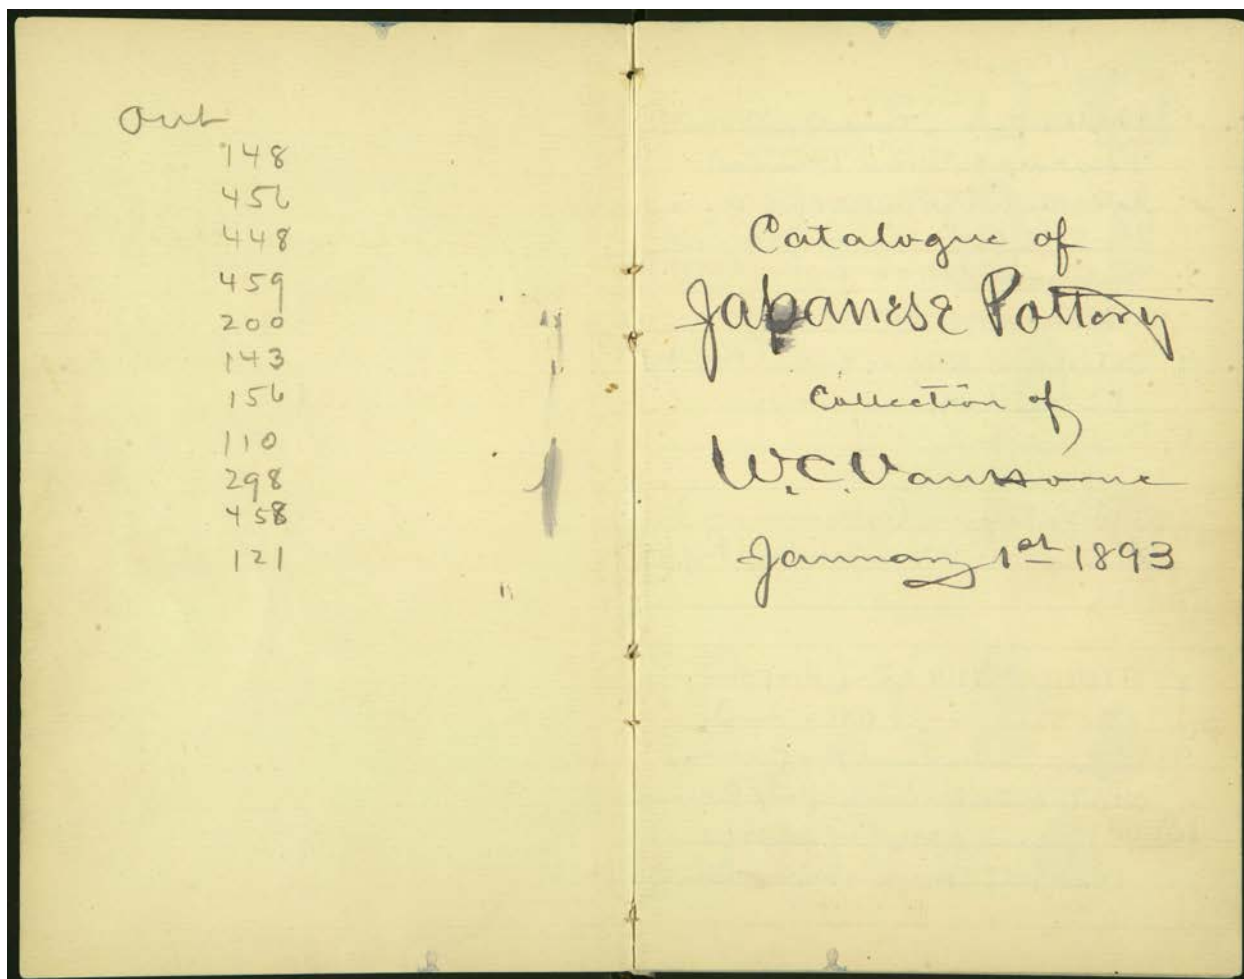 Out
148
456
448
459
200
143
156
110
298
458
121
Catalogue of
Japanese Pottery
Collection of
W.C. Van Horne
January 1st 1893